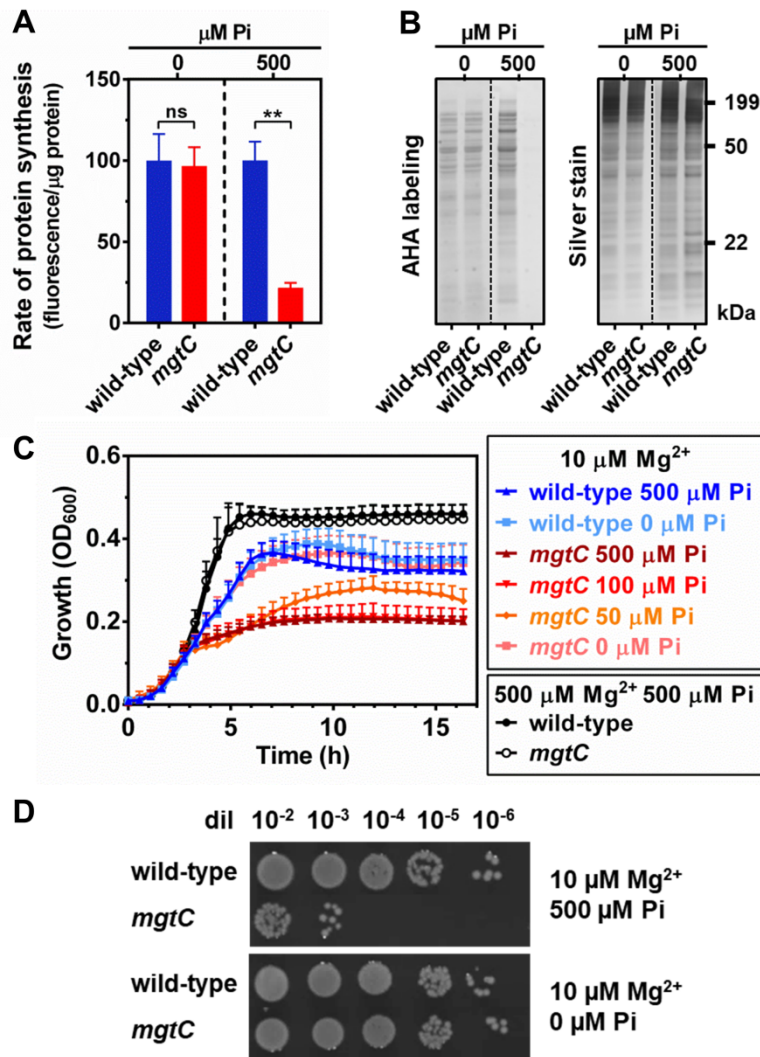 A
μM Pi
0
500
Rate of protein synthesis
(fluorescence/μg protein)
150
100
50
0
ns
**
wild-type
mgtC
wild-type
mgtC
B
μM Pi
0
500
AHA labeling
wild-type
mgtC
wild-type
mgtC
μM Pi
0
500
Silver stain
199
50
22
kDa
wild-type
mgtC
wild-type
mgtC
C
Growth (OD600)
0.6
0.4
0.2
0.0
0
5
10
15
Time (h)
10 μM Mg2+
wild-type 500 μM Pi
wild-type 0 μM Pi
mgtC 500 μM Pi
mgtC 100 μM Pi
mgtC 50 μM Pi
mgtC 0 μM Pi
500 μM Mg2+ 500 μM Pi
wild-type
mgtC
D
dil 10-2 10-3 10-4 10-5 10-6
wild-type
mgtC
10 μM Mg2+
500 μM Pi
wild-type
mgtC
10 μM Mg2+
0 μM Pi